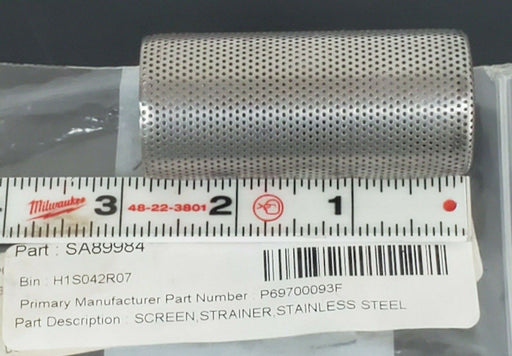 Milwaukee 3 48-22-3801 2 1
Part : SA89984
Bin : H1S042R07
Primary Manufacturer Part Number : P69700093F
Part Description : SCREEN,STRAINER,STAINLESS STEEL